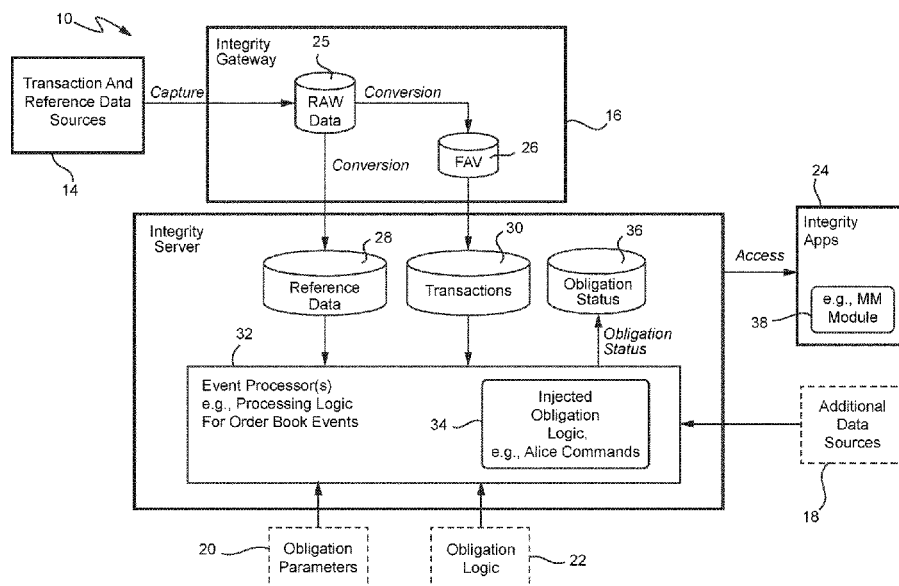 10
Transaction And
Reference Data
Sources
14
Capture
Integrity
Gateway
25
RAW
Data
Conversion
Conversion
FAV
26
16
Integrity
Server
28
Reference
Data
30
Transactions
36
Obligation
Status
Obligation
Status
Access
24
Integrity
Apps
e.g., MM
Module
38
32
Event Processor(s)
e.g., Processing Logic
For Order Book Events
34
Injected
Obligation
Logic,
e.g., Alice Commands
Additional
Data
Sources
18
20
Obligation
Parameters
Obligation
Logic
22